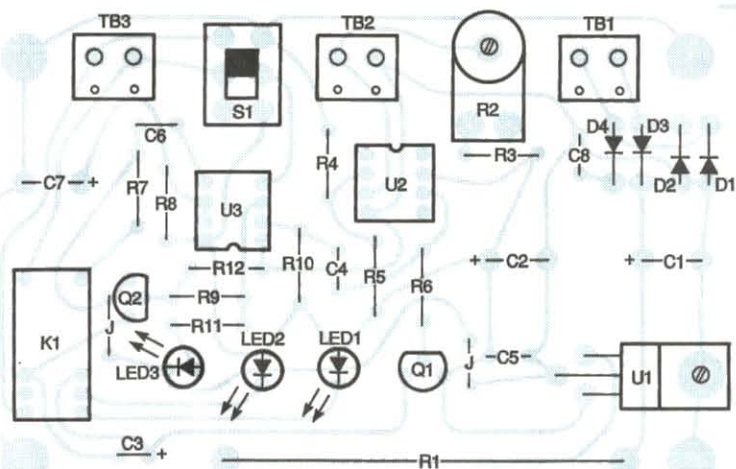 TB3
TB2
TB1
S1
R2
C6
R4
R3
C8
D4
D3
C7 +
R7
R8
U3
U2
D2
D1
R12
R10
C4
R5
R6
+ C2
+ C1
K1
Q2
R9
J
R11
LED2
LED1
LED3
Q1
J
C5
U1
C3 +
R1